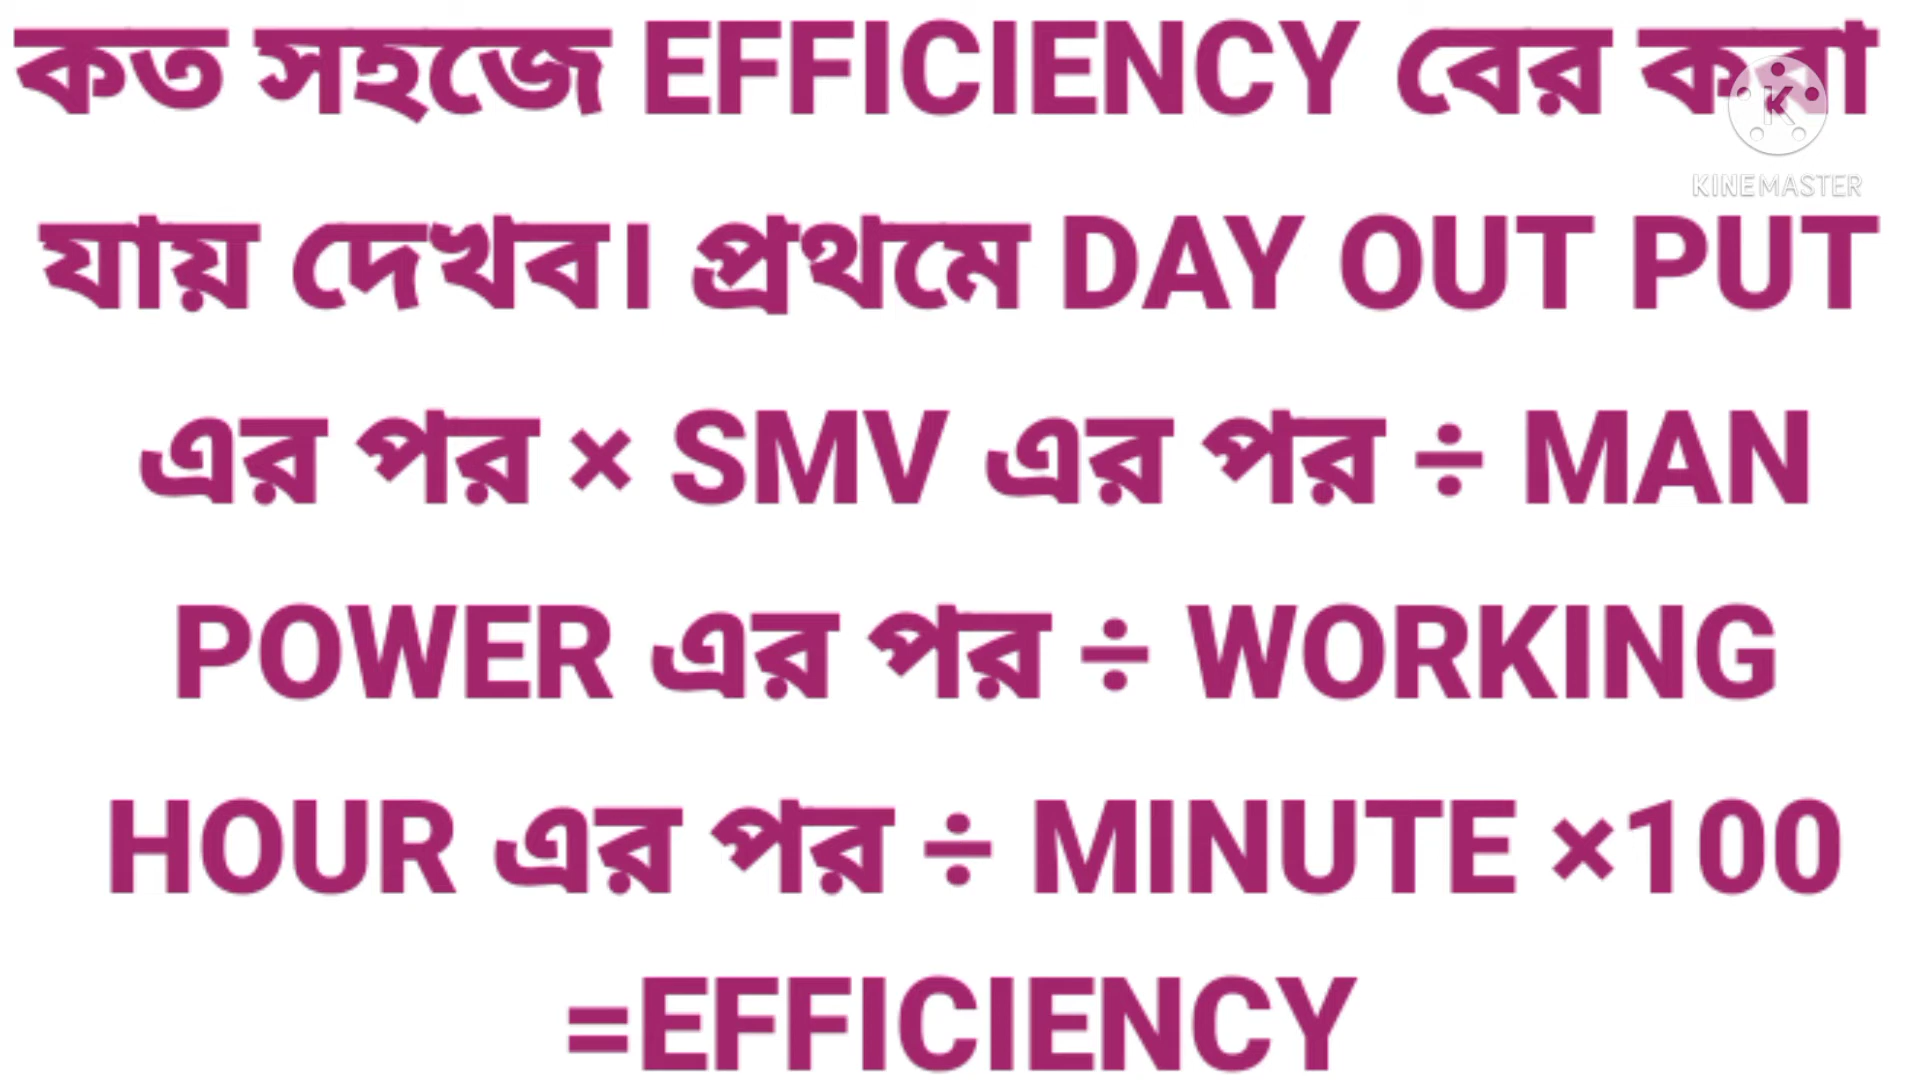 কত সহজে EFFICIENCY বের করা
KINEMASTER
যায় দেখব। প্রথমে DAY OUT PUT
এর পর × SMV এর পর ÷ MAN
POWER এর পর ÷ WORKING
HOUR এর পর ÷ MINUTE ×100
=EFFICIENCY